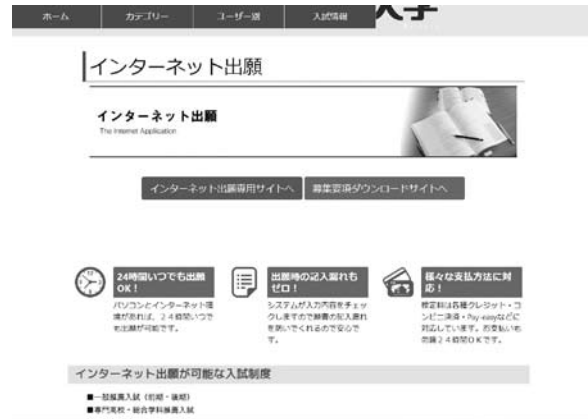 ホーム
カテゴリー
ユーザー別
入試情報
大学
インターネット出願
インターネット出願
The Internet Application
インターネット出願専用サイトへ
募集要項ダウンロードサイトへ
24時間いつでも出願
OK！
パソコンとインターネット環
境があれば、２４時間いつで
も出願が可能です。
出願時の記入漏れも
ゼロ！
システムが入力内容をチェッ
クしますので願書の記入漏れ
を防いでくれるので安心で
す。
様々な支払方法に対
応！
検定料は各種クレジット・コ
ンビニ決済・Pay-easyなどに
対応しています。お支払いも
勿論２４時間ＯＫです。
インターネット出願が可能な入試制度
■一般推薦入試（前期・後期）
■専門高校・総合学科推薦入試